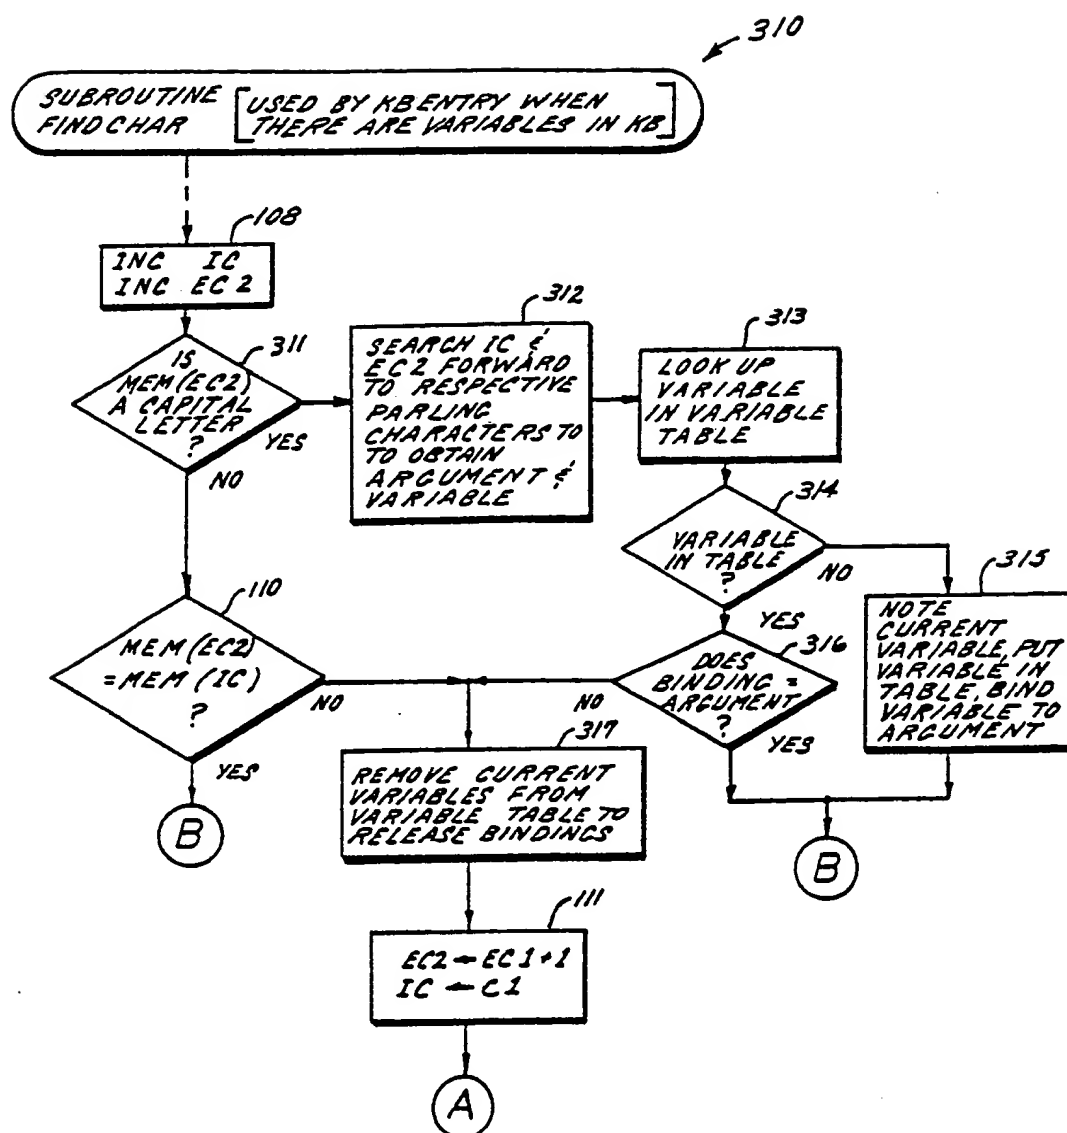 310
SUBROUTINE
FINDCHAR
[USED BY KB ENTRY WHEN
THERE ARE VARIABLES IN KB]
108
INC IC
INC EC2
311
IS
MEM(EC2)
A CAPITAL
LETTER
?
YES
NO
312
SEARCH IC &
EC2 FORWARD
TO RESPECTIVE
PARLING
CHARACTERS TO
TO OBTAIN
ARGUMENT &
VARIABLE
313
LOOK UP
VARIABLE
IN VARIABLE
TABLE
314
VARIABLE
IN TABLE
?
NO
YES
315
NOTE
CURRENT
VARIABLE, PUT
VARIABLE IN
TABLE, BIND
VARIABLE TO
ARGUMENT
316
DOES
BINDING =
ARGUMENT
?
NO
YES
B
110
MEM(EC2)
=MEM(IC)
?
NO
YES
B
317
REMOVE CURRENT
VARIABLES FROM
VARIABLE TABLE TO
RELEASE BINDINGS
111
EC2 ← EC1+1
IC ← C1
A